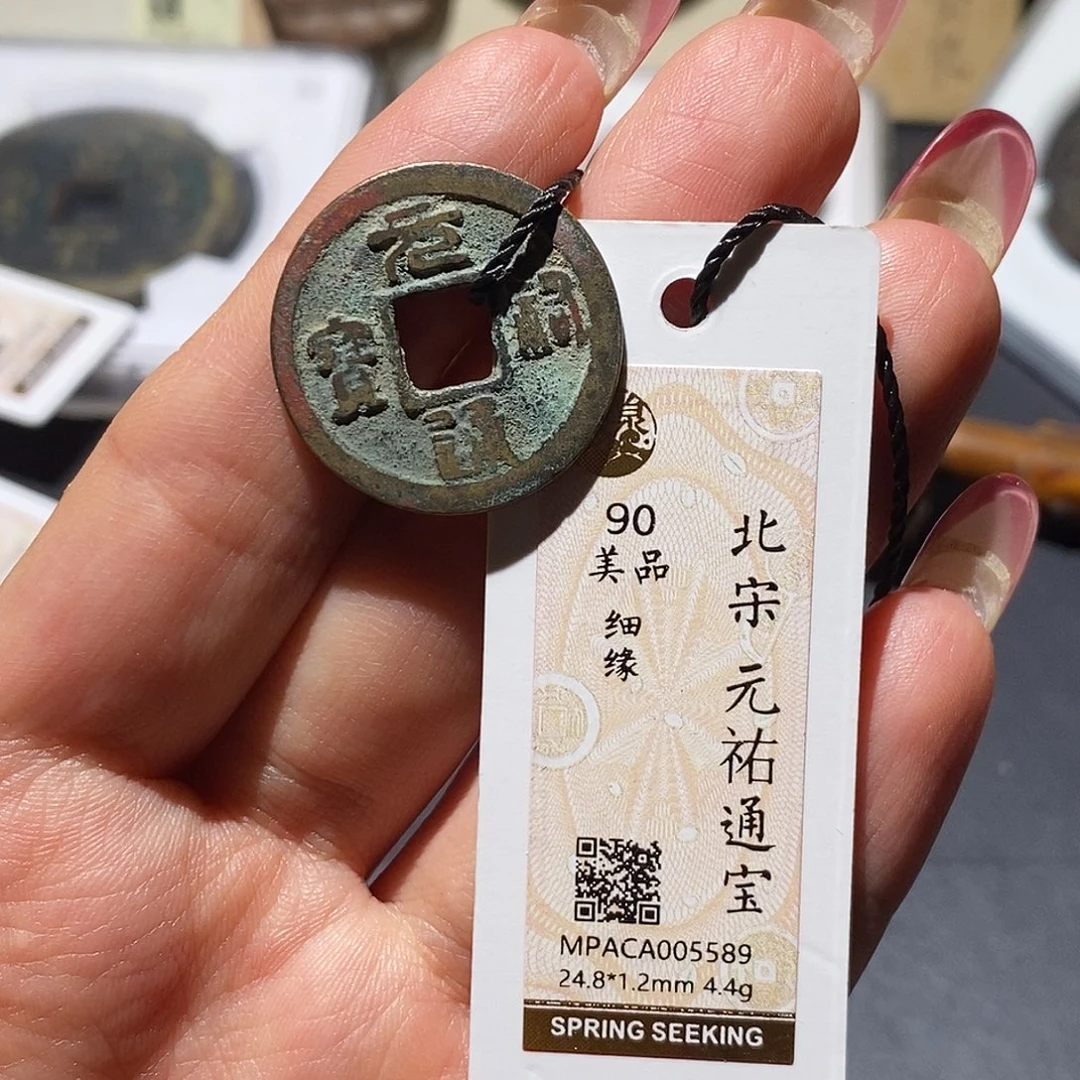 元祐通寶
90
美品
细
缘
北宋元祐通宝
MPACA005589
24.8*1.2mm 4.4g
SPRING SEEKING